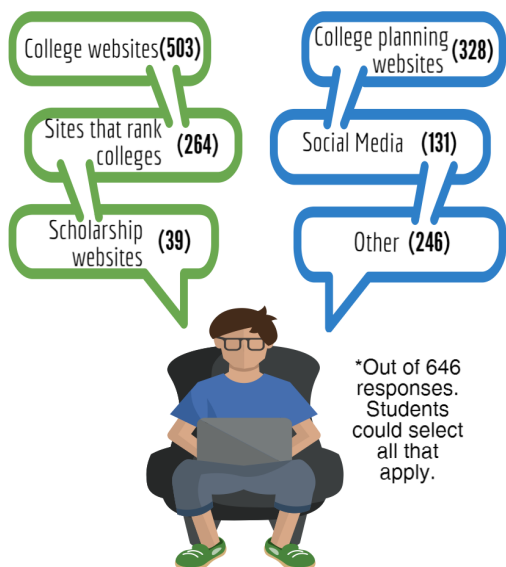 College websites (503)
Sites that rank
colleges (264)
Scholarship
websites (39)
College planning
websites (328)
Social Media (131)
Other (246)
*Out of 646
responses.
Students
could select
all that
apply.